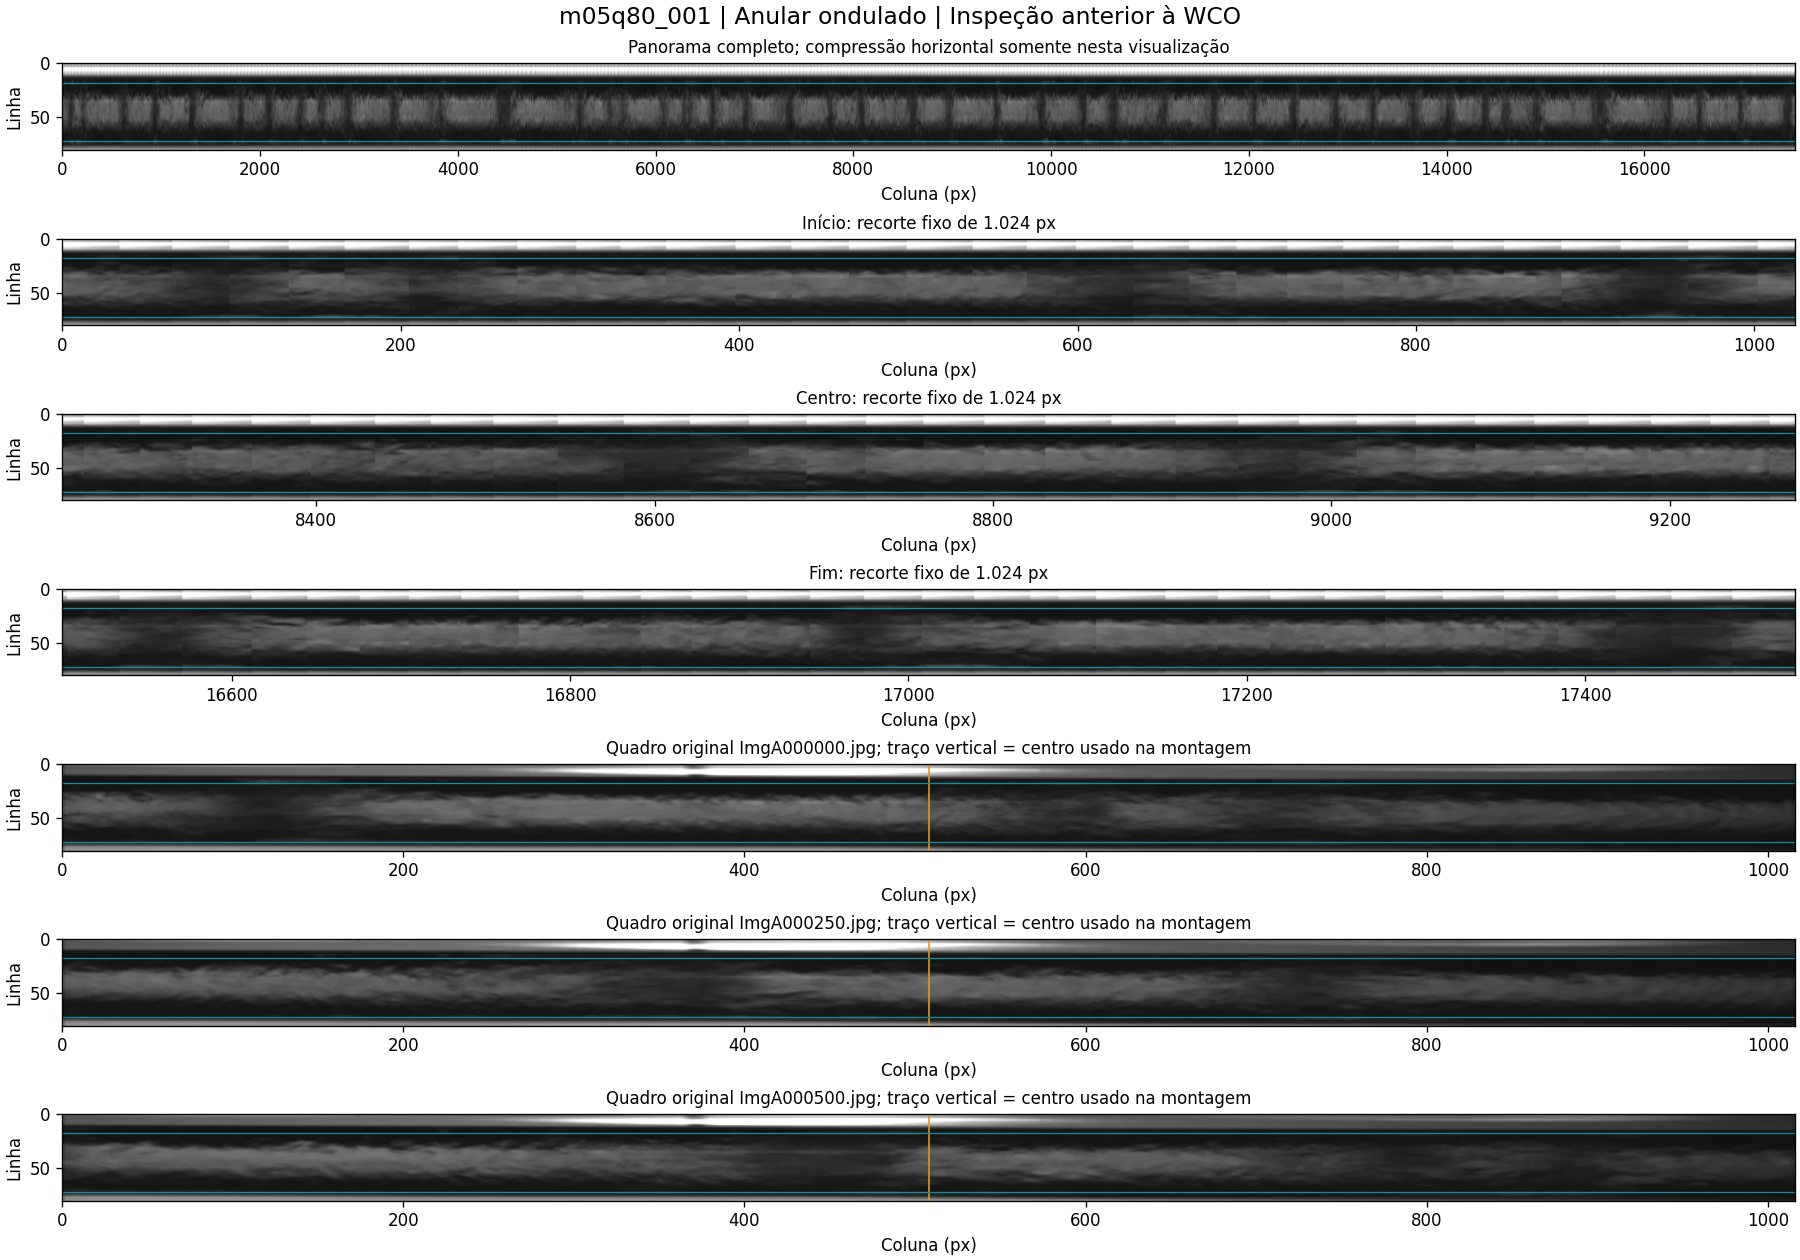 m05q80_001 | Anular ondulado | Inspeção anterior à WCO
Panorama completo; compressão horizontal somente nesta visualização
0
Linha
50
0 2000 4000 6000 8000 10000 12000 14000 16000
Coluna (px)
Início: recorte fixo de 1.024 px
0
Linha
50
0 200 400 600 800 1000
Coluna (px)
Centro: recorte fixo de 1.024 px
0
Linha
50
8400 8600 8800 9000 9200
Coluna (px)
Fim: recorte fixo de 1.024 px
0
Linha
50
16600 16800 17000 17200 17400
Coluna (px)
Quadro original ImgA000000.jpg; traço vertical = centro usado na montagem
0
Linha
50
0 200 400 600 800 1000
Coluna (px)
Quadro original ImgA000250.jpg; traço vertical = centro usado na montagem
0
Linha
50
0 200 400 600 800 1000
Coluna (px)
Quadro original ImgA000500.jpg; traço vertical = centro usado na montagem
0
Linha
50
0 200 400 600 800 1000
Coluna (px)